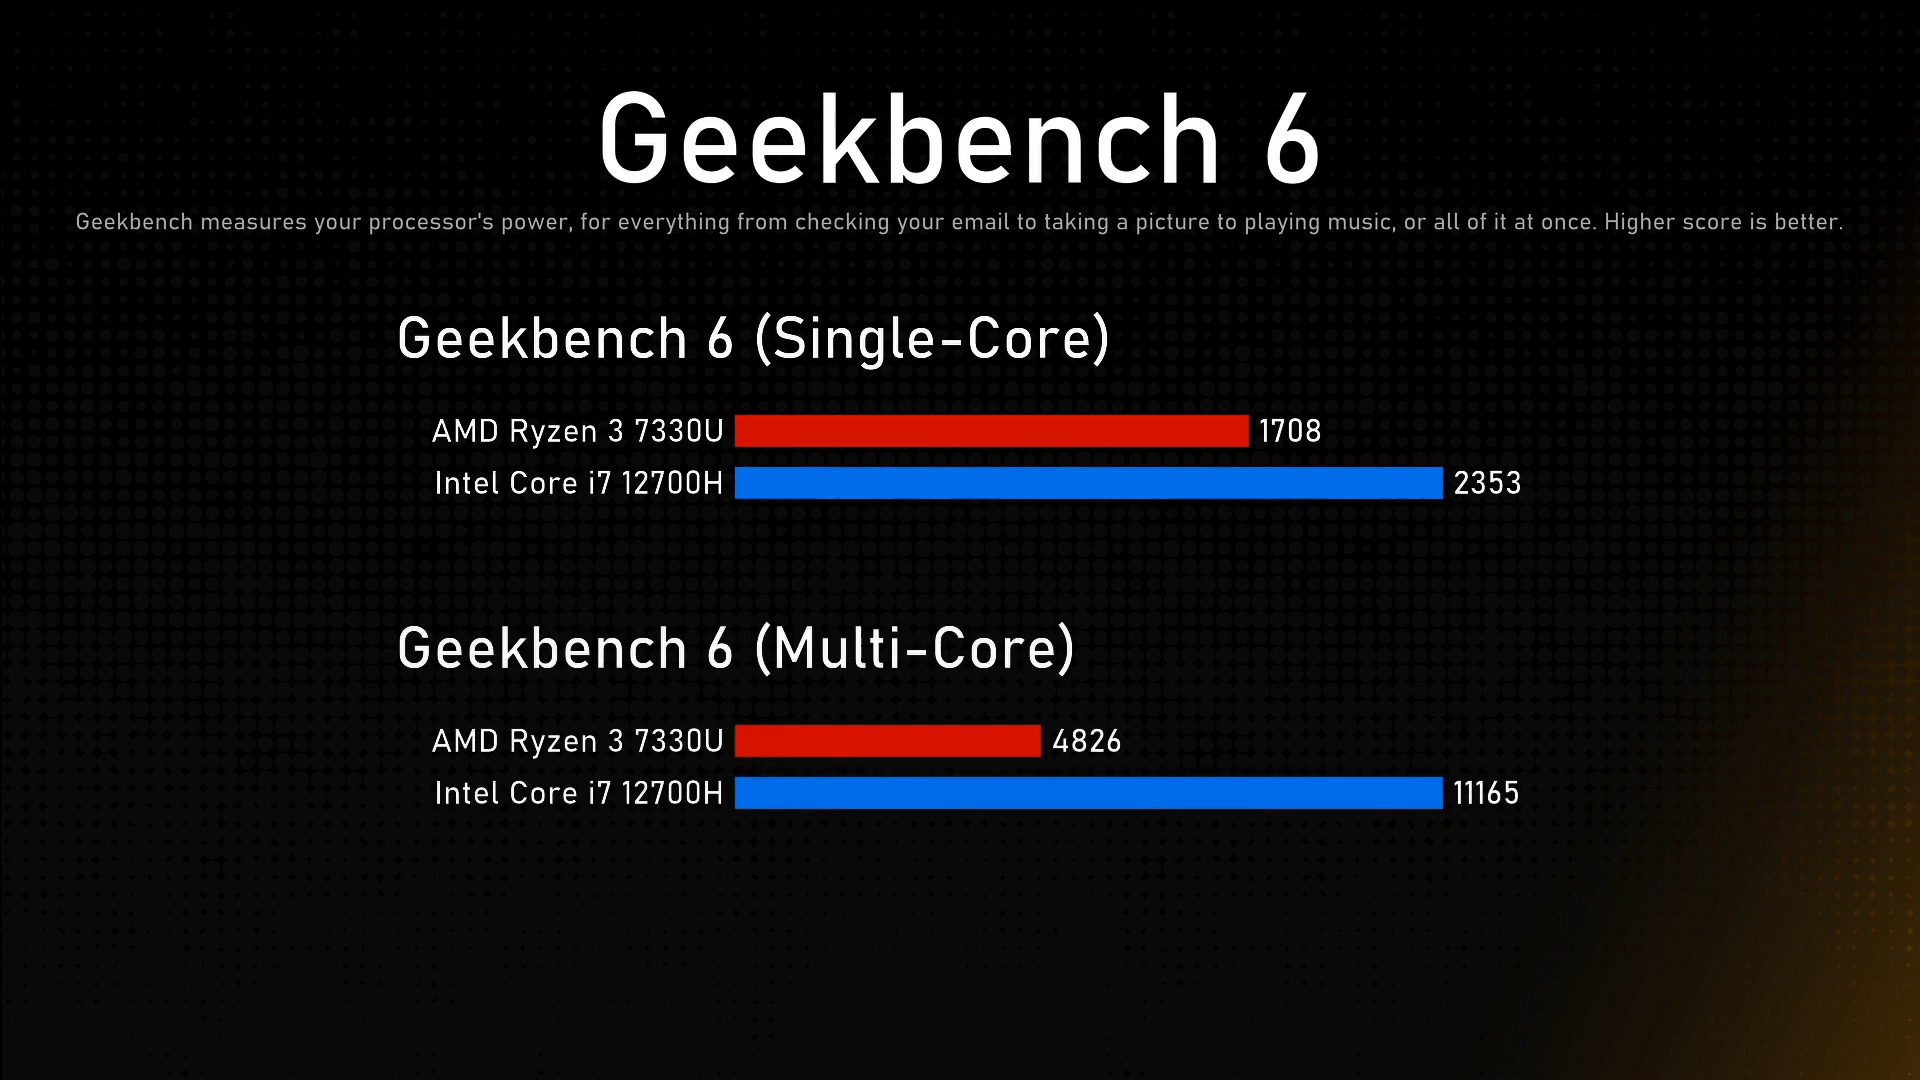 Geekbench 6
Geekbench measures your processor's power, for everything from checking your email to taking a picture to playing music, or all of it at once. Higher score is better.
Geekbench 6 (Single-Core)
AMD Ryzen 3 7330U 1708
Intel Core i7 12700H 2353
Geekbench 6 (Multi-Core)
AMD Ryzen 3 7330U 4826
Intel Core i7 12700H 11165